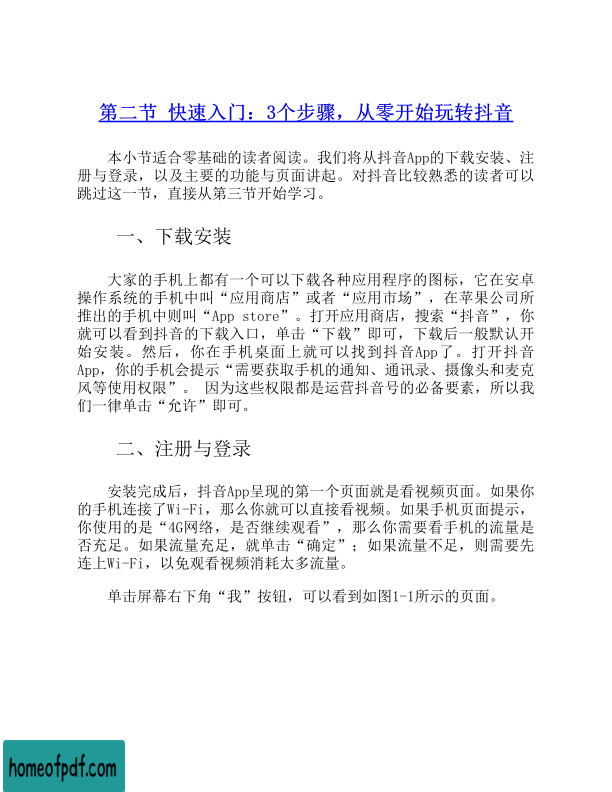 第二节 快速入门：3个步骤，从零开始玩转抖音
本小节适合零基础的读者阅读。我们将从抖音App的下载安装、注
册与登录，以及主要的功能与页面讲起。对抖音比较熟悉的读者可以
跳过这一节，直接从第三节开始学习。
一、下载安装
大家的手机上都有一个可以下载各种应用程序的图标，它在安卓
操作系统的手机中叫“应用商店”或者“应用市场”，在苹果公司所
推出的手机中则叫“App store”。打开应用商店，搜索“抖音”，你
就可以看到抖音的下载入口，单击“下载”即可，下载后一般默认开
始安装。然后，你在手机桌面上就可以找到抖音App了。打开抖音
App，你的手机会提示“需要获取手机的通知、通讯录、摄像头和麦克
风等使用权限”。 因为这些权限都是运营抖音号的必备要素，所以我
们一律单击“允许”即可。
二、注册与登录
安装完成后，抖音App呈现的第一个页面就是看视频页面。如果你
的手机连接了Wi-Fi，那么你就可以直接看视频。如果手机页面提示，
你使用的是“4G网络，是否继续观看”，那么你需要看手机的流量是
否充足。如果流量充足，就单击“确定”；如果流量不足，则需要先
连上Wi-Fi，以免观看视频消耗太多流量。
单击屏幕右下角“我”按钮，可以看到如图1-1所示的页面。
homeofpdf.com